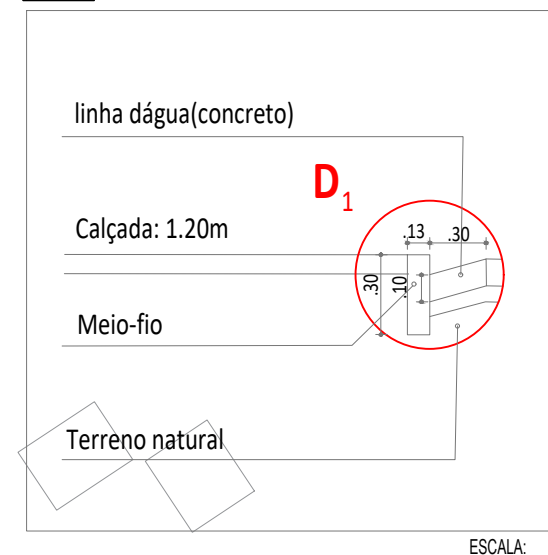 linha dágua(concreto)
D1
Calçada: 1.20m
.13 .30
.30
.10
Meio-fio
Terreno natural
ESCALA: